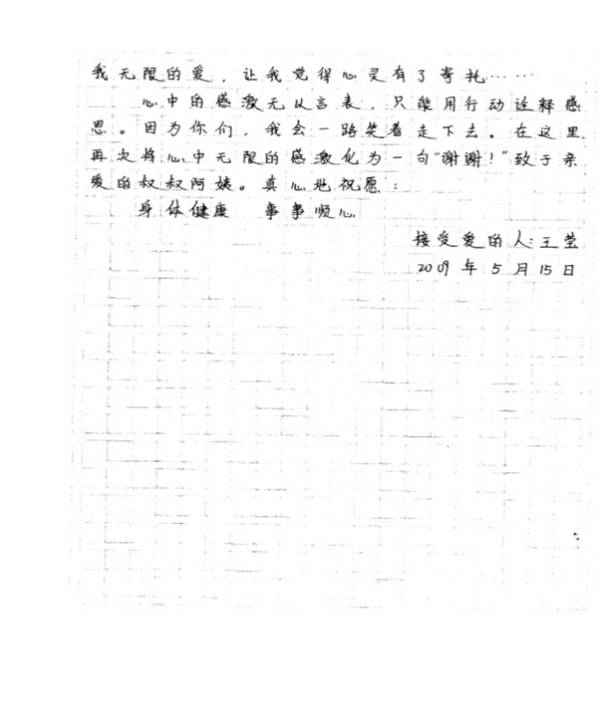 我无限的爱，让我觉得心灵有了寄托……
心中的感激无以言表，只能用行动诠释感
恩。因为你们，我会一路笑着走下去。在这里
再次将心中无限的感激化为一句“谢谢！”致于亲
爱的叔叔阿姨。真心地祝愿：
身体健康 事事顺心
接受爱的人：王莹
2009年5月15日